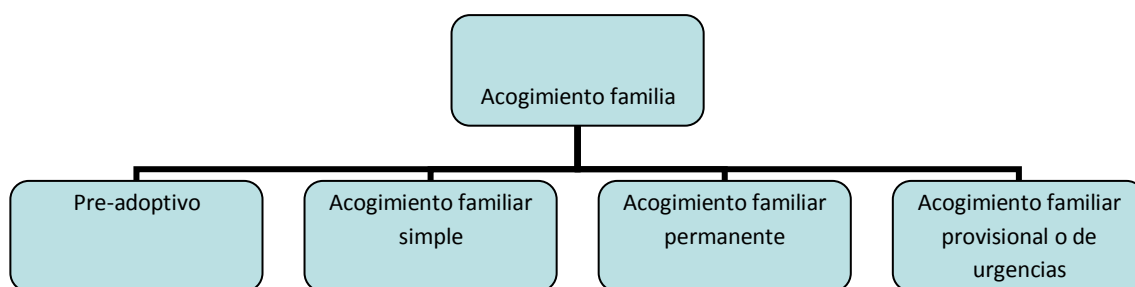 Acogimiento familia
Pre-adoptivo
Acogimiento familiar
simple
Acogimiento familiar
permanente
Acogimiento familiar
provisional o de
urgencias